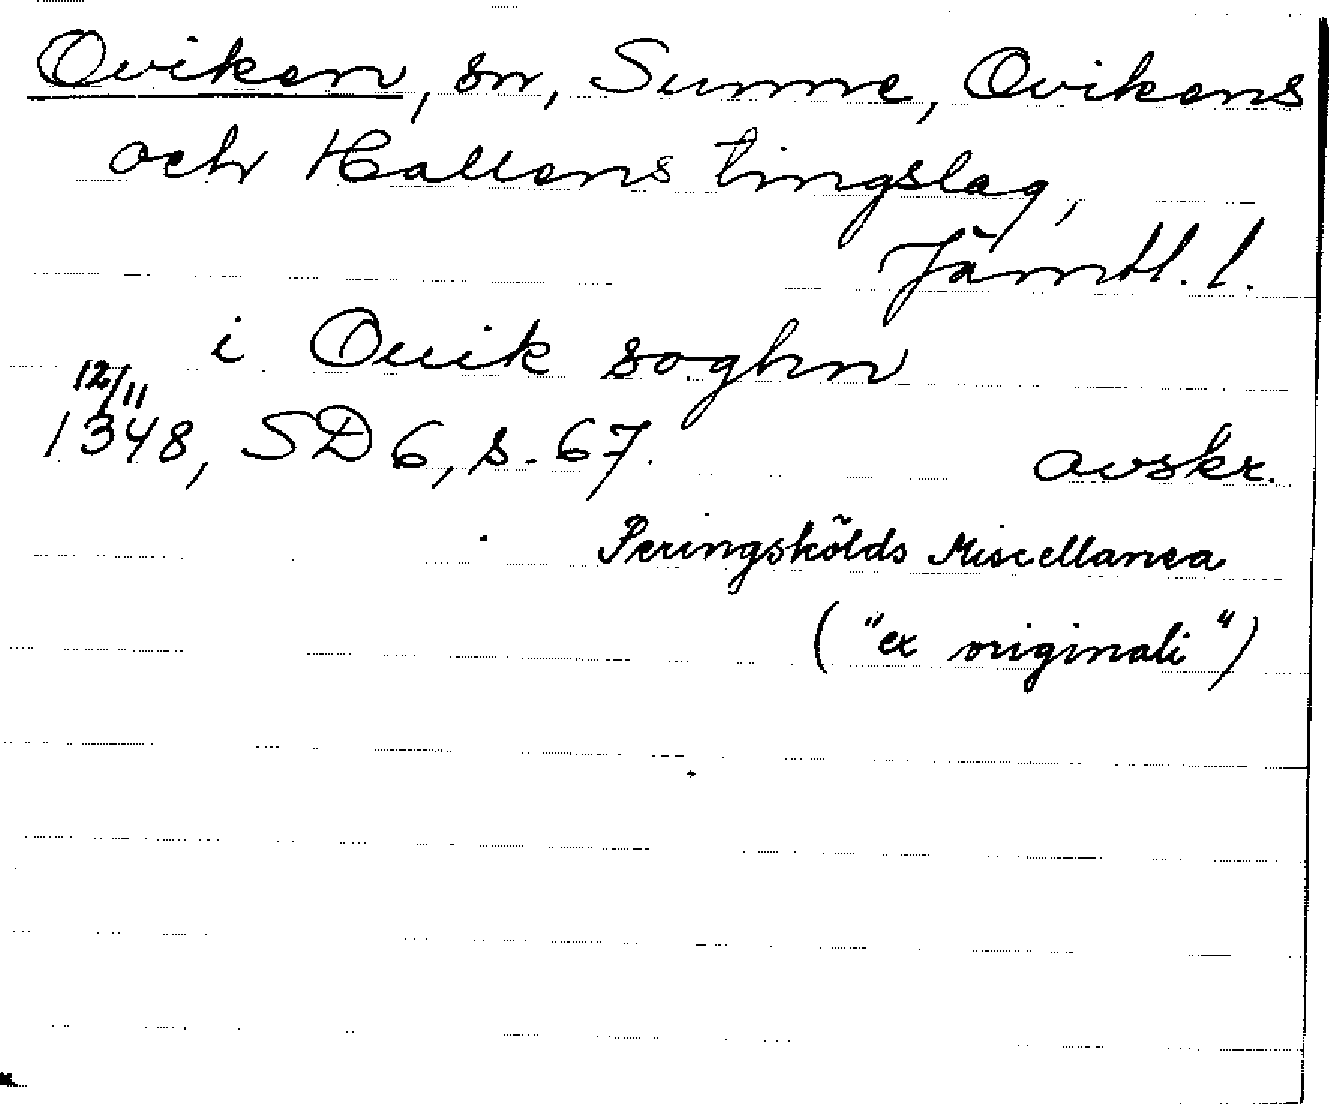 Oviken, sn, Sunne, Ovikens
och Hallens tingslag,
Jämtl. l.
i Ouik soghn
12/11
1348, SD 6, s. 67. avskr.
Peringskölds Miscellanea
("ex originali")